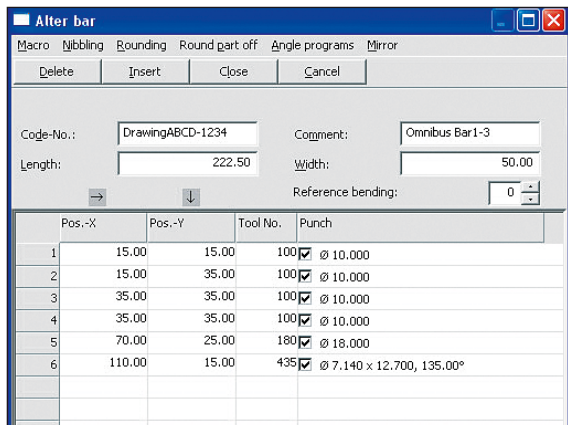 Alter bar
Macro Nibbling Rounding Round part off Angle programs Mirror
Delete Insert Close Cancel
Code-No.: DrawingABCD-1234 Comment: Omnibus Bar1-3
Length: 222.50 Width: 50.00
→ ↓ Reference bending: 0
Pos.-X Pos.-Y Tool No. Punch
1 15.00 15.00 100 Ø 10.000
2 15.00 35.00 100 Ø 10.000
3 35.00 35.00 100 Ø 10.000
4 35.00 35.00 100 Ø 10.000
5 70.00 25.00 180 Ø 18.000
6 110.00 15.00 435 Ø 7.140 x 12.700, 135.00°